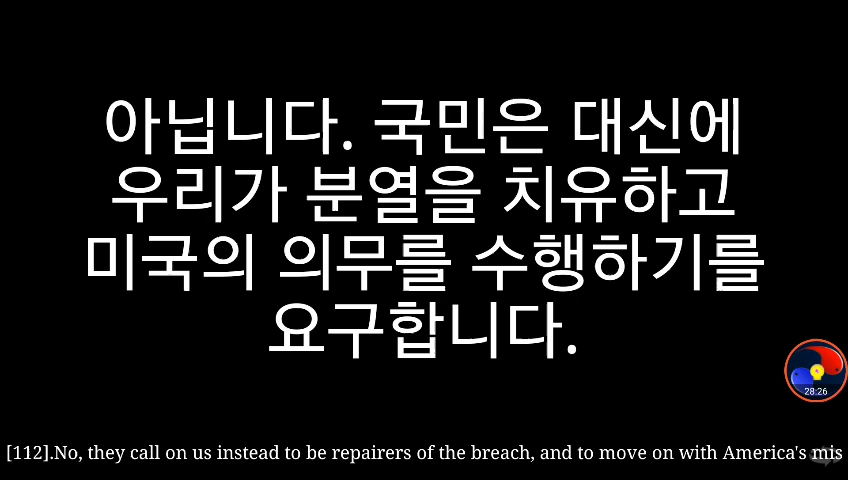 아닙니다. 국민은 대신에
우리가 분열을 치유하고
미국의 의무를 수행하기를
요구합니다.
28:26
[112].No, they call on us instead to be repairers of the breach, and to move on with America's mis